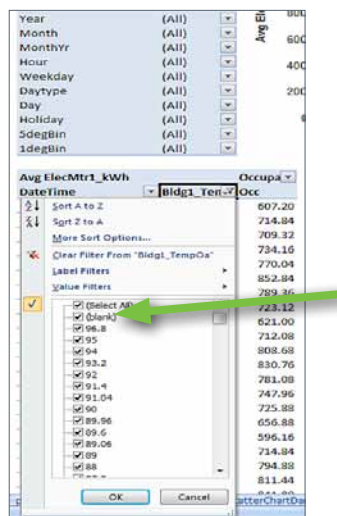 Year (All)
Month (All)
MonthYr (All)
Hour (All)
Weekday (All)
Daytype (All)
Day (All)
Holiday (All)
5degBin (All)
1degBin (All)
Avg El
800
600
400
200
Avg ElecMtr1_kWh Occupa
DateTime Bldg1_Tem Occ
Sort A to Z 607.20
Sort Z to A 714.84
More Sort Options... 709.32
Clear Filter From "Bldg1_TempOa" 734.16
770.04
Label Filters 852.84
Value Filters 789.36
(Select All) 723.12
(blank) 621.00
96.8 712.08
95 808.68
94 830.76
93.2 781.08
92 747.96
91.4 725.88
91.04 656.88
90 596.16
89.96 714.84
89.6 794.88
89.06 811.44
89
88
OK Cancel
atterChartDa